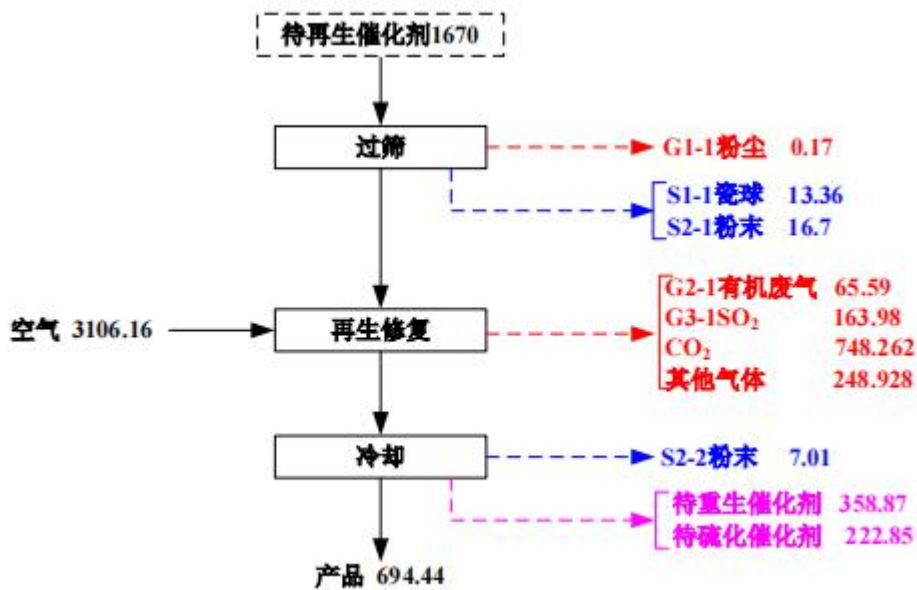 待再生催化剂1670
过筛
G1-1粉尘 0.17
S1-1瓷球 13.36
S2-1粉末 16.7
空气 3106.16
再生修复
G2-1有机废气 65.59
G3-1SO₂ 163.98
CO₂ 748.262
其他气体 248.928
冷却
S2-2粉末 7.01
待重生催化剂 358.87
待硫化催化剂 222.85
产品 694.44